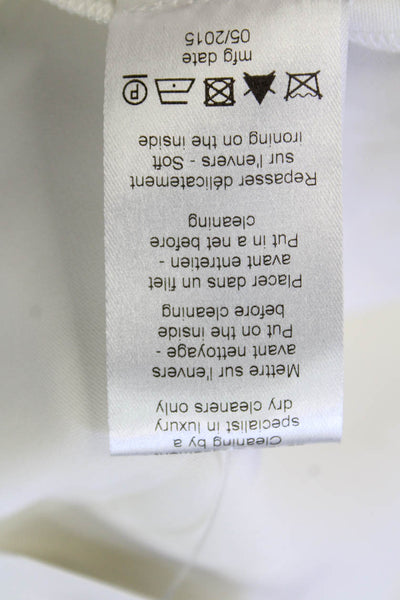 Cleaning by a
specialist in luxury
dry cleaners only
Mettre sur l'envers
avant nettoyage -
Put on the inside
before cleaning
Placer dans un filet
avant entretien -
Put in a net before
cleaning
Repasser délicatement
sur l'envers - Soft
ironing on the inside
P
mfg date
05/2015